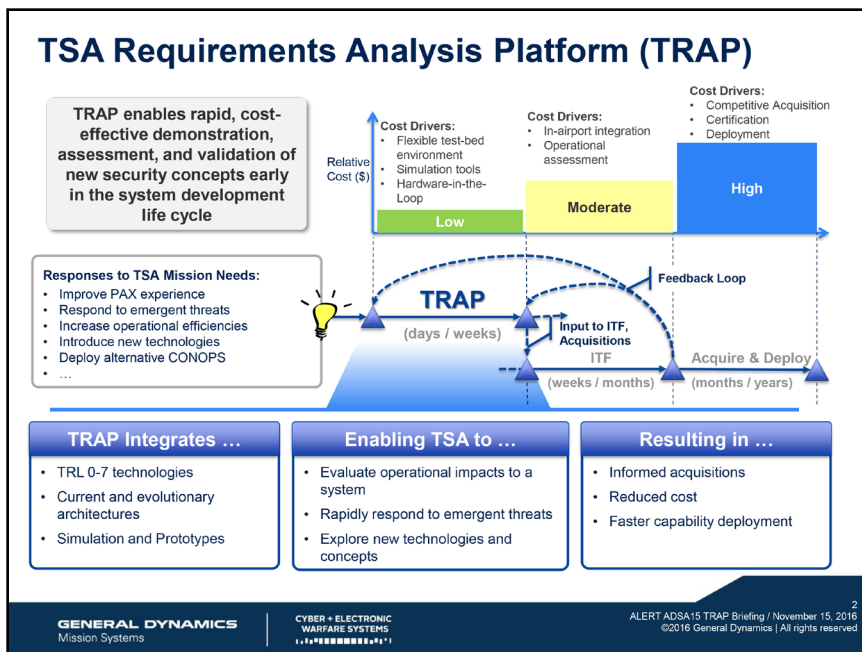 TSA Requirements Analysis Platform (TRAP)
TRAP enables rapid, cost-
effective demonstration,
assessment, and validation of
new security concepts early
in the system development
life cycle
Relative
Cost ($)
Cost Drivers:
• Flexible test-bed
environment
• Simulation tools
• Hardware-in-the-
Loop
Low
Cost Drivers:
• In-airport integration
• Operational
assessment
Moderate
Cost Drivers:
• Competitive Acquisition
• Certification
• Deployment
High
Responses to TSA Mission Needs:
• Improve PAX experience
• Respond to emergent threats
• Increase operational efficiencies
• Introduce new technologies
• Deploy alternative CONOPS
• …
TRAP
(days / weeks)
Feedback Loop
Input to ITF,
Acquisitions
ITF
(weeks / months)
Acquire & Deploy
(months / years)
TRAP Integrates …
• TRL 0-7 technologies
• Current and evolutionary
architectures
• Simulation and Prototypes
Enabling TSA to …
• Evaluate operational impacts to a
system
• Rapidly respond to emergent threats
• Explore new technologies and
concepts
Resulting in …
• Informed acquisitions
• Reduced cost
• Faster capability deployment
GENERAL DYNAMICS
Mission Systems
CYBER + ELECTRONIC
WARFARE SYSTEMS
2
ALERT ADSA15 TRAP Briefing / November 15, 2016
©2016 General Dynamics | All rights reserved